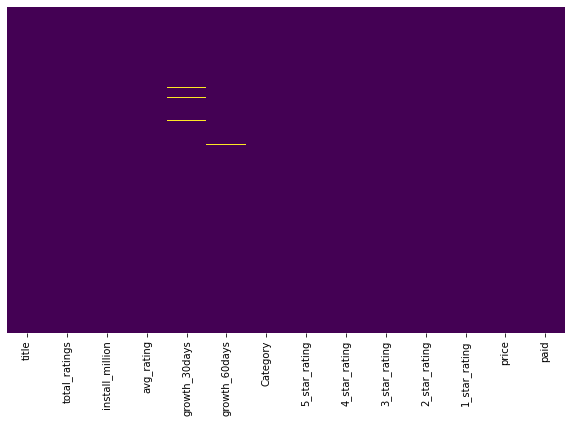 title
total_ratings
install_million
avg_rating
growth_30days
growth_60days
Category
5_star_rating
4_star_rating
3_star_rating
2_star_rating
1_star_rating
price
paid